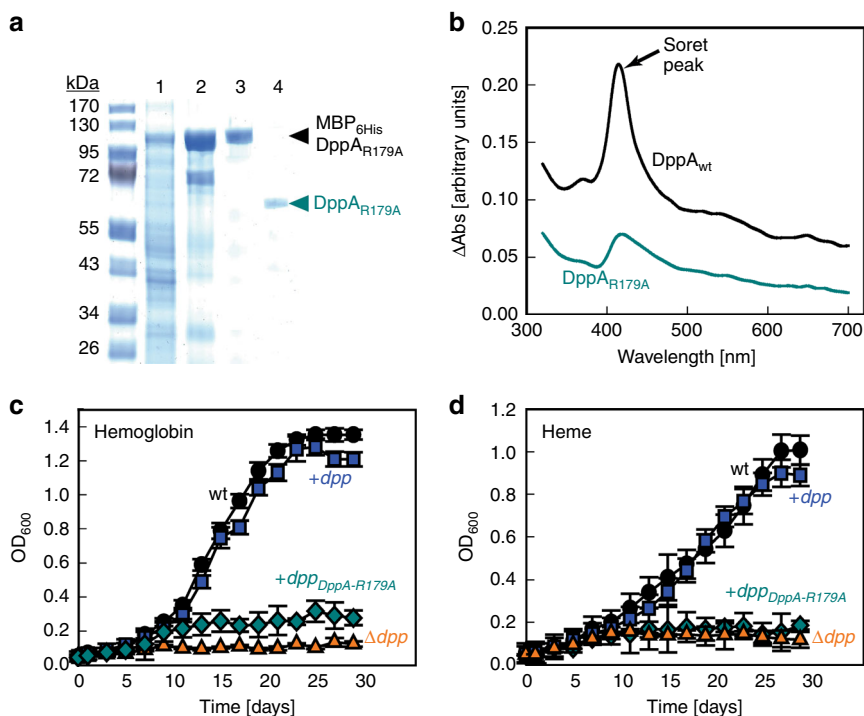 a
kDa 1 2 3 4
170
130
95
72
55
43
34
26
MBP6His
DppAR179A
DppAR179A
b
0.25
0.20
0.15
0.10
0.05
0.00
ΔAbs [arbitrary units]
Soret
peak
DppAwt
DppAR179A
300 400 500 600 700
Wavelength [nm]
c
Hemoglobin
1.4
1.2
1.0
0.8
0.6
0.4
0.2
0.0
OD600
wt
+dpp
+dppDppA-R179A
Δdpp
0 5 10 15 20 25 30
Time [days]
d
Heme
1.2
1.0
0.8
0.6
0.4
0.2
0.0
OD600
wt
+dpp
+dppDppA-R179A
Δdpp
0 5 10 15 20 25 30
Time [days]